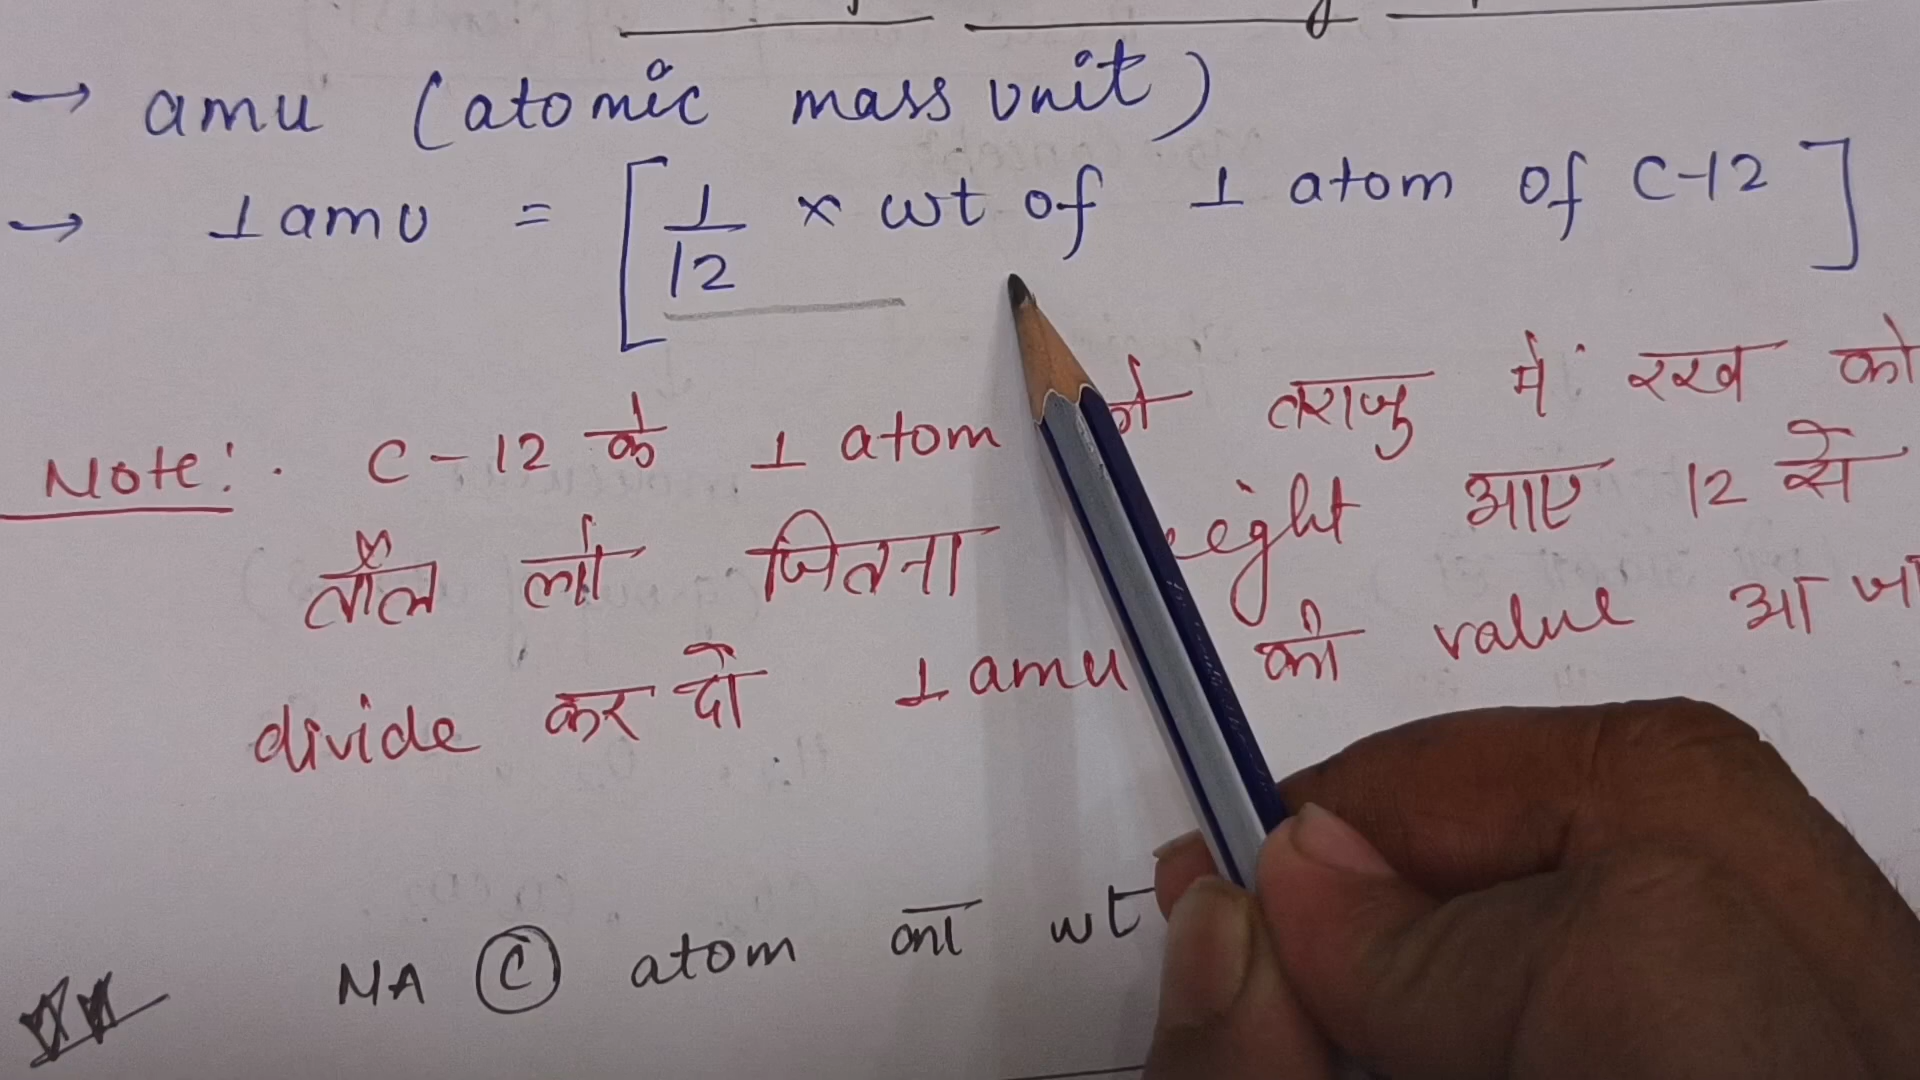 → amu (atomic mass unit)
→ 1 amu = [1/12 × wt of 1 atom of C-12]
Note: C-12 के 1 atom को तराजु में रख को
तौल लो जितना weight आए 12 से
divide कर दो 1 amu की value आ जा
NA C atom का wt